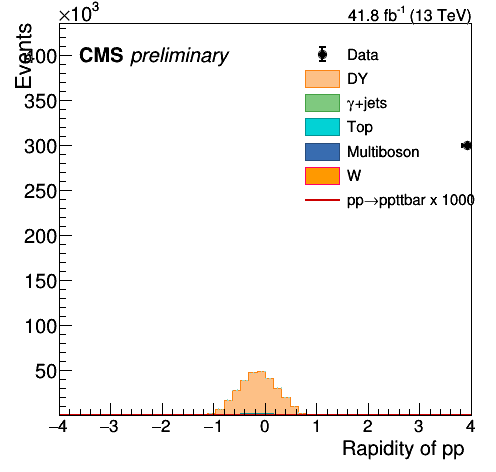 ×10³
41.8 fb⁻¹ (13 TeV)
Events
CMS preliminary
Data
DY
γ+jets
Top
Multiboson
W
pp→ppttbar x 1000
400
350
300
250
200
150
100
50
−4 −3 −2 −1 0 1 2 3 4
Rapidity of pp